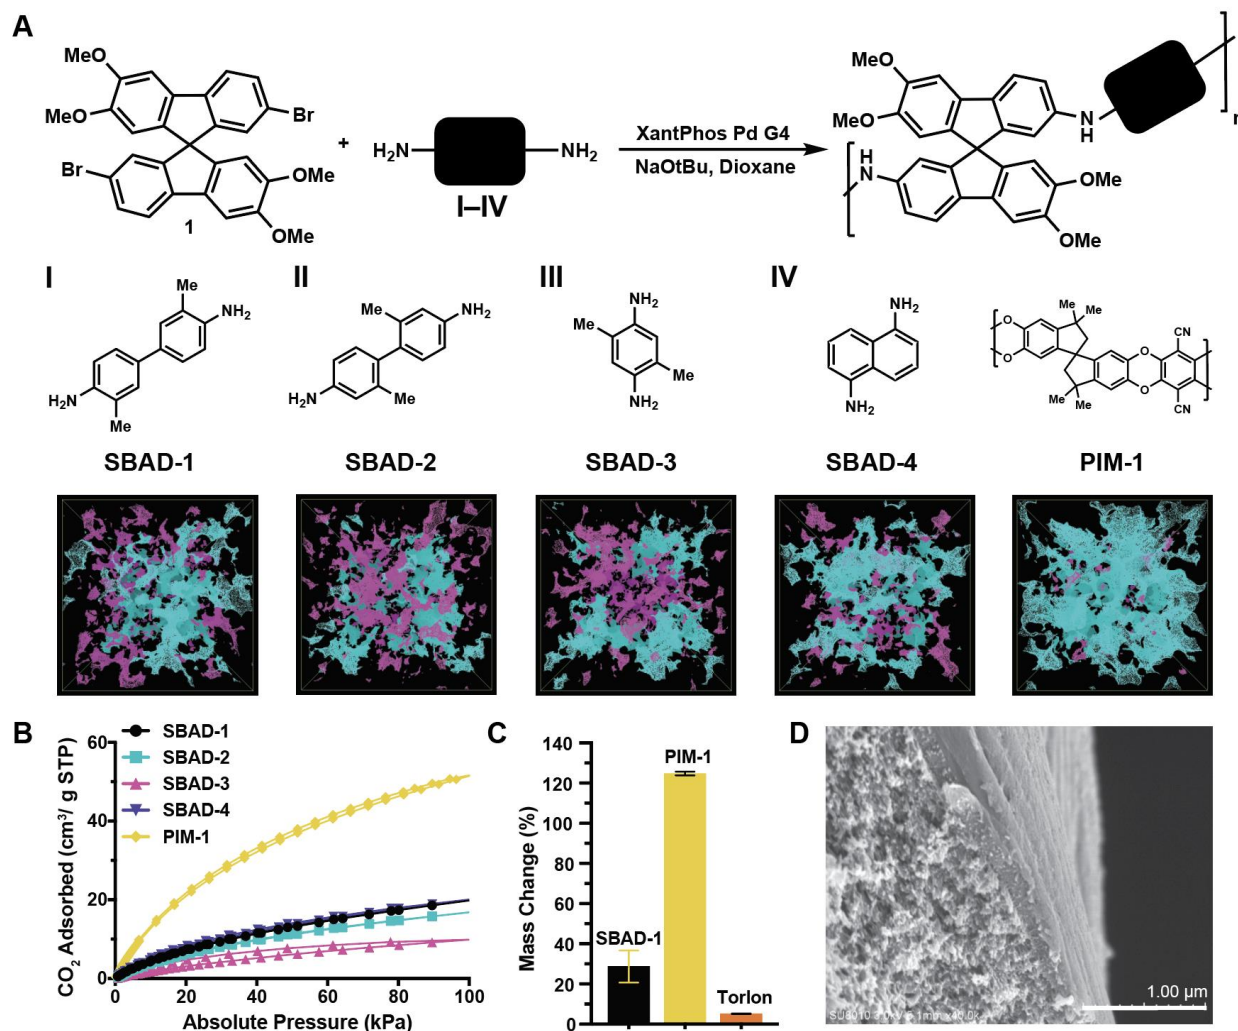 A
MeO
MeO
Br
Br
OMe
OMe
1
+
H₂N
NH₂
I–IV
XantPhos Pd G4
NaOtBu, Dioxane
MeO
MeO
N
H
H
N
OMe
OMe
n
I
Me
NH₂
H₂N
Me
II
Me
NH₂
H₂N
Me
III
NH₂
Me
Me
NH₂
IV
NH₂
NH₂
Me
Me
O
O
O
O
CN
CN
Me
Me
SBAD-1
SBAD-2
SBAD-3
SBAD-4
PIM-1
B
SBAD-1
SBAD-2
SBAD-3
SBAD-4
PIM-1
CO₂ Adsorbed (cm³/ g STP)
60
40
20
0
0
20
40
60
80
100
Absolute Pressure (kPa)
C
Mass Change (%)
140
120
100
80
60
40
20
0
PIM-1
SBAD-1
Torlon
D
1.00 µm